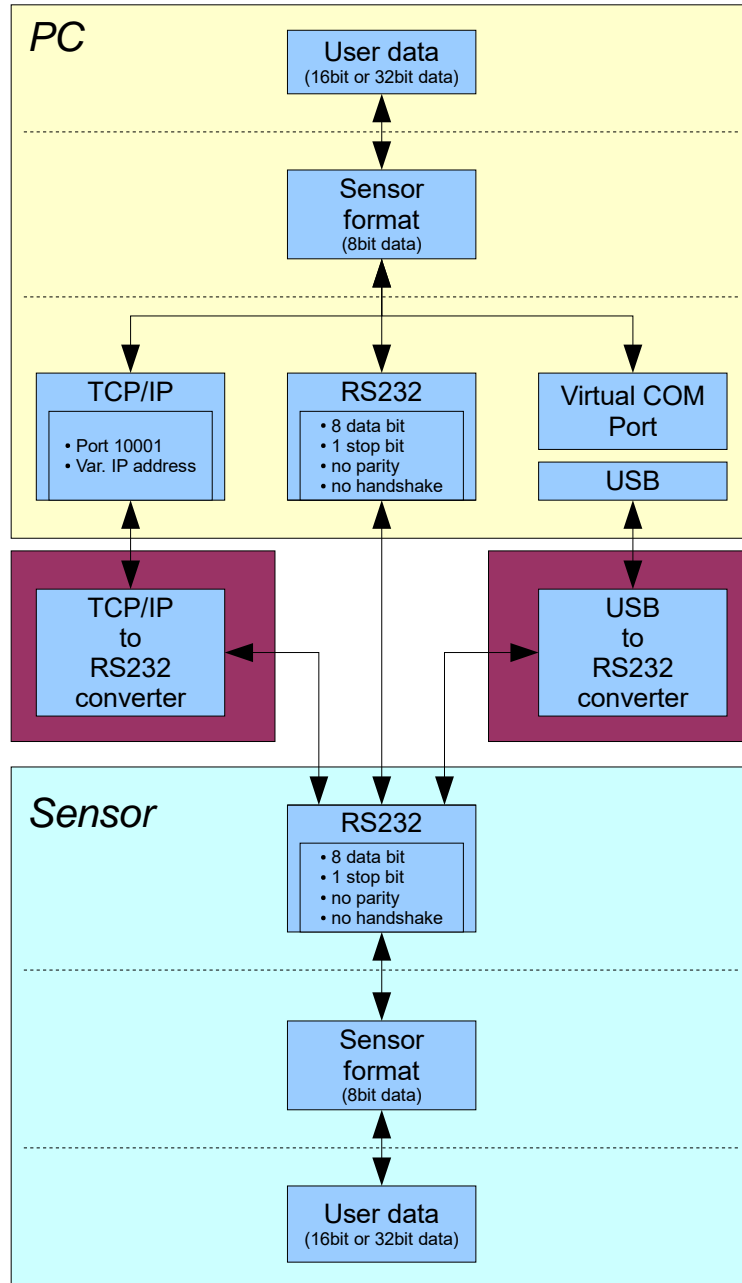 PC
User data
(16bit or 32bit data)
Sensor
format
(8bit data)
TCP/IP
• Port 10001
• Var. IP address
RS232
• 8 data bit
• 1 stop bit
• no parity
• no handshake
Virtual COM
Port
USB
TCP/IP
to
RS232
converter
USB
to
RS232
converter
Sensor
RS232
• 8 data bit
• 1 stop bit
• no parity
• no handshake
Sensor
format
(8bit data)
User data
(16bit or 32bit data)